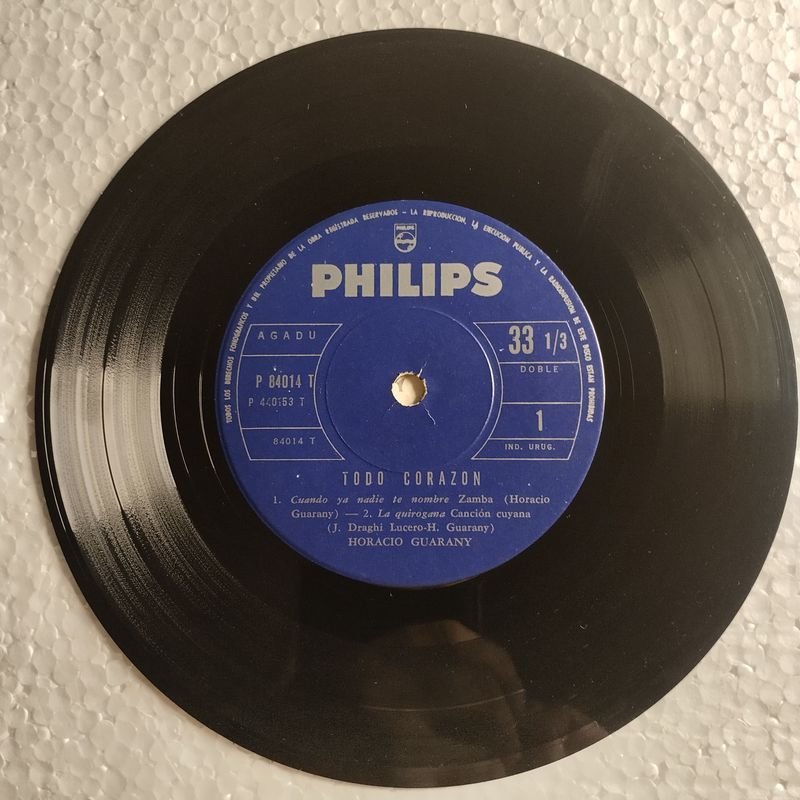 TODOS LOS DERECHOS FONOGRAFICOS Y DEL PROPIETARIO DE LA OBRA REGISTRADA RESERVADOS - LA REPRODUCCION, LA EJECUCION PUBLICA Y LA RADIODIFUSION DE ESTE DISCO ESTAN PROHIBIDAS
PHILIPS
PHILIPS
AGADU
P 84014 T
P 440153 T
84014 T
33 1/3
DOBLE
1
IND. URUG.
TODO CORAZON
1. Cuando ya nadie te nombre Zamba (Horacio
Guarany) — 2. La quirogana Canción cuyana
(J. Draghi Lucero-H. Guarany)
HORACIO GUARANY